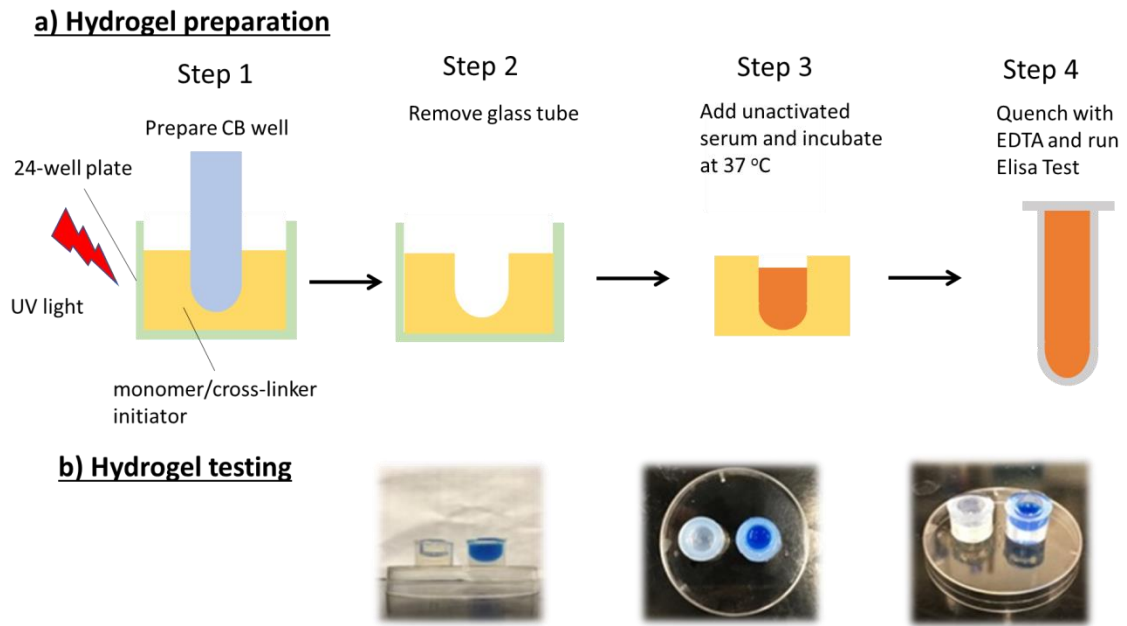 a) Hydrogel preparation
Step 1
Prepare CB well
24-well plate
UV light
monomer/cross-linker
initiator
Step 2
Remove glass tube
Step 3
Add unactivated
serum and incubate
at 37 °C
Step 4
Quench with
EDTA and run
Elisa Test
b) Hydrogel testing